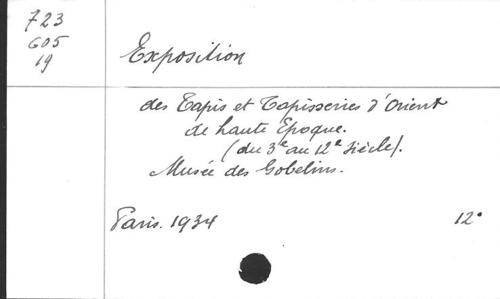 723
G05
19
Exposition
des Tapis et Tapisseries d'Orient
de haute Epoque.
(du 3e au 12e Siècle).
Musée des Gobelins.
Paris. 1934
12°